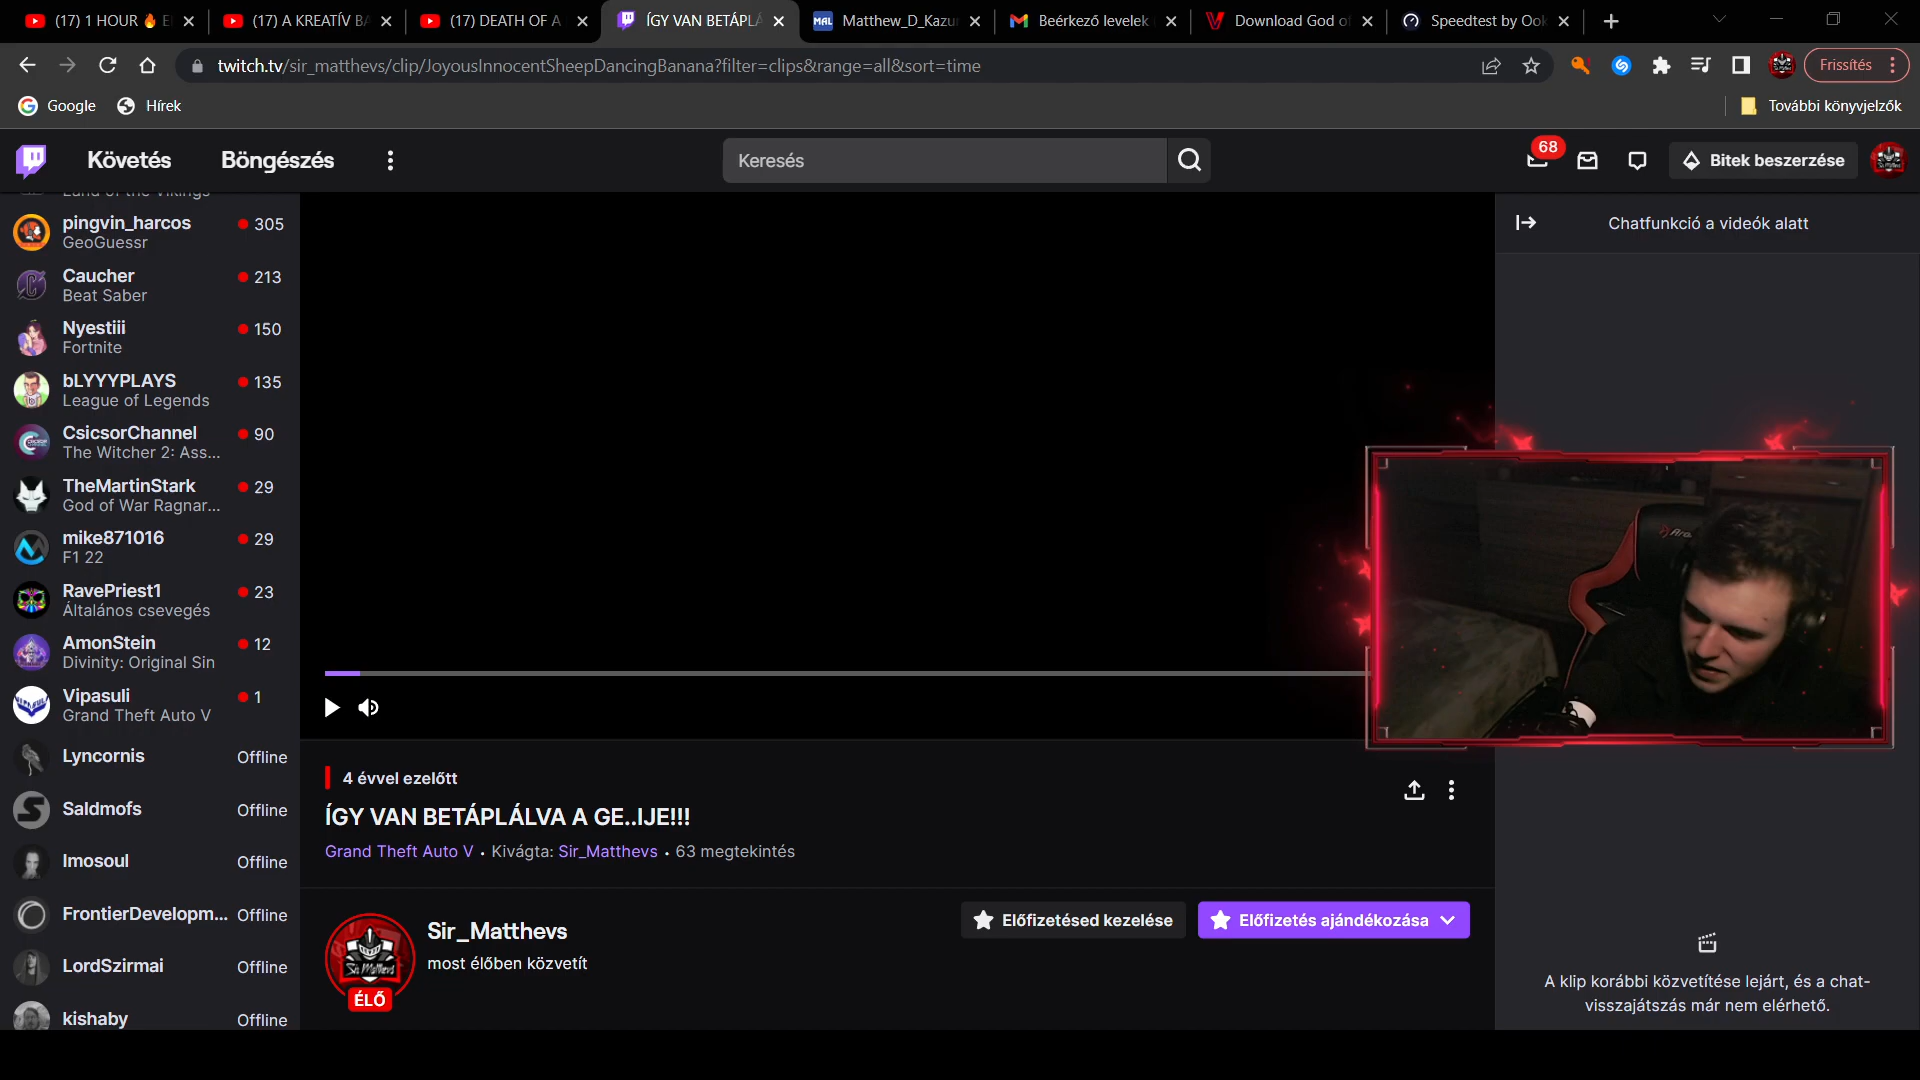 (17) 1 HOUR
(17) A KREATÍV
(17) DEATH OF A
ÍGY VAN BETÁPLÁ
MAL
Matthew_D_Kazu
Beérkező levelek
Download God of
Speedtest by Ook
twitch.tv/sir_matthevs/clip/JoyousInnocentSheepDancingBanana?filter=clips&range=all&sort=time
Frissítés
Google
Hírek
További könyvjelzők
Követés
Böngészés
Keresés
68
Bitek beszerzése
Land of the Vikings
pingvin_harcos
305
GeoGuessr
Caucher
213
Beat Saber
Nyestiii
150
Fortnite
bLYYYPLAYS
135
League of Legends
CsicsorChannel
90
The Witcher 2: Ass...
TheMartinStark
29
God of War Ragnar...
mike871016
29
F1 22
RavePriest1
23
Általános csevegés
AmonStein
12
Divinity: Original Sin
Vipasuli
1
Grand Theft Auto V
Lyncornis
Offline
Saldmofs
Offline
Imosoul
Offline
FrontierDevelopm...
Offline
LordSzirmai
Offline
kishaby
Offline
4 évvel ezelőtt
ÍGY VAN BETÁPLÁLVA A GE..IJE!!!
Grand Theft Auto V • Kivágta: Sir_Matthevs • 63 megtekintés
Sir_Matthevs
most élőben közvetít
ÉLŐ
Előfizetésed kezelése
Előfizetés ajándékozása
Chatfunkció a videók alatt
A klip korábbi közvetítése lejárt, és a chat-
visszajátszás már nem elérhető.